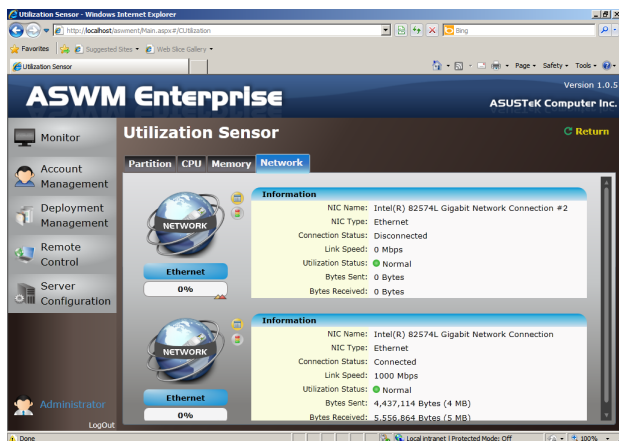 Utilization Sensor - Windows Internet Explorer
http://localhost/aswment/Main.aspx#/CUtilization
Bing
Favorites Suggested Sites Web Slice Gallery
Utilization Sensor
Page Safety Tools
Version 1.0.5
ASWM Enterprise
ASUSTeK Computer Inc.
Monitor
Account Management
Deployment Management
Remote Control
Server Configuration
Administrator
LogOut
Utilization Sensor
Return
Partition CPU Memory Network
NETWORK
Ethernet
0%
Information
NIC Name: Intel(R) 82574L Gigabit Network Connection #2
NIC Type: Ethernet
Connection Status: Disconnected
Link Speed: 0 Mbps
Utilization Status: Normal
Bytes Sent: 0 Bytes
Bytes Received: 0 Bytes
NETWORK
Ethernet
0%
Information
NIC Name: Intel(R) 82574L Gigabit Network Connection
NIC Type: Ethernet
Connection Status: Connected
Link Speed: 1000 Mbps
Utilization Status: Normal
Bytes Sent: 4,437,114 Bytes (4 MB)
Bytes Received: 5,556,864 Bytes (5 MB)
Done
Local intranet | Protected Mode: Off
100%